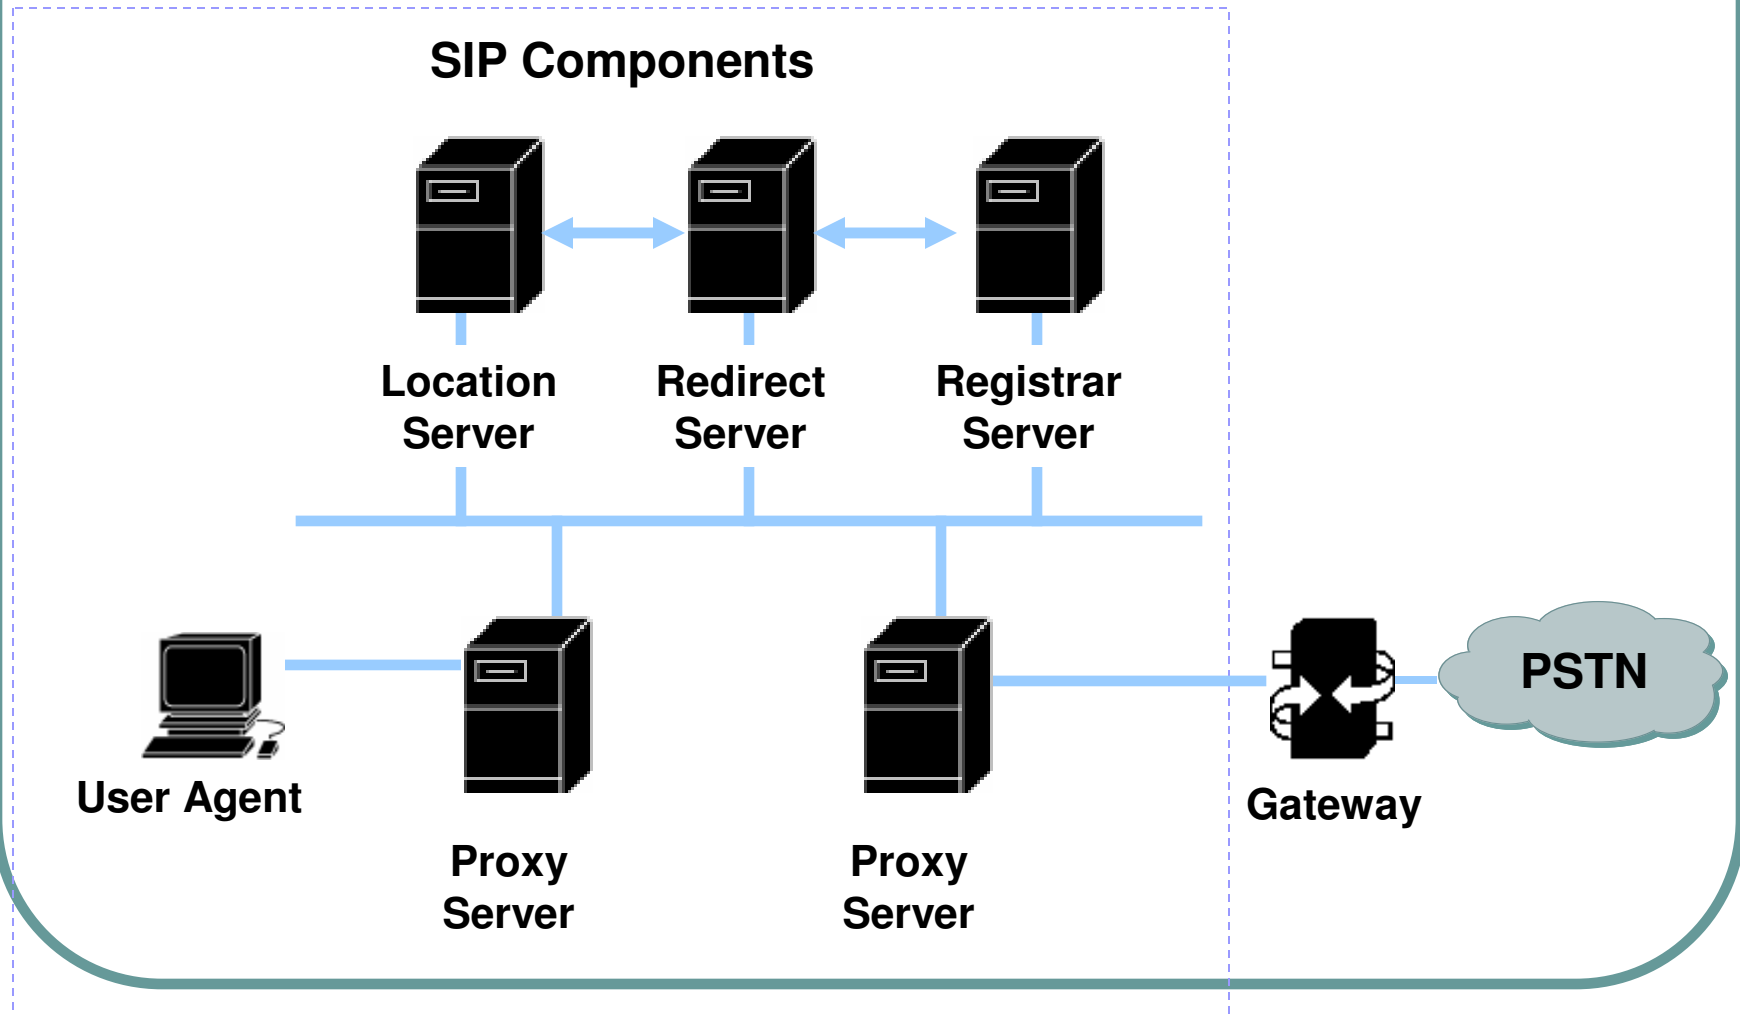 SIP Components
Location
Server
Redirect
Server
Registrar
Server
User Agent
Proxy
Server
Proxy
Server
Gateway
PSTN